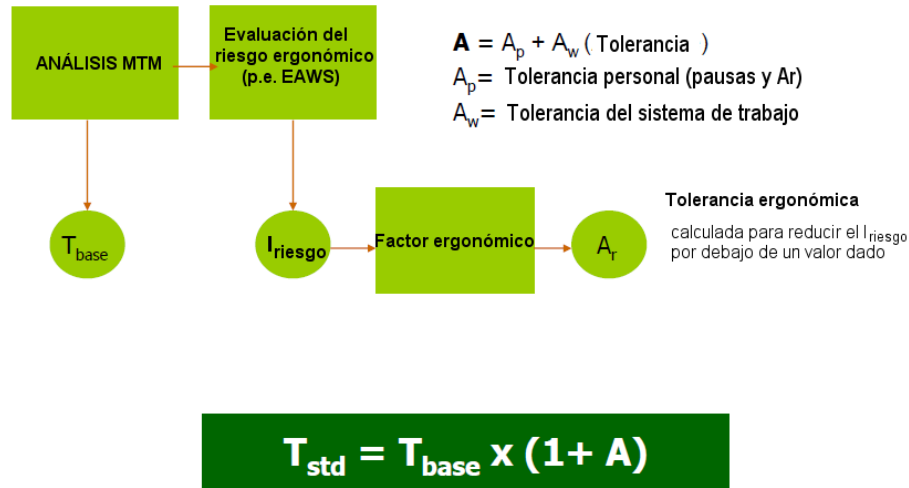 ANÁLISIS MTM
Evaluación del
riesgo ergonómico
(p.e. EAWS)
A = Ap + Aw ( Tolerancia )
Ap= Tolerancia personal (pausas y Ar)
Aw= Tolerancia del sistema de trabajo
Tbase
Iriesgo
Factor ergonómico
Ar
Tolerancia ergonómica
calculada para reducir el Iriesgo
por debajo de un valor dado
Tstd = Tbase x (1+ A)